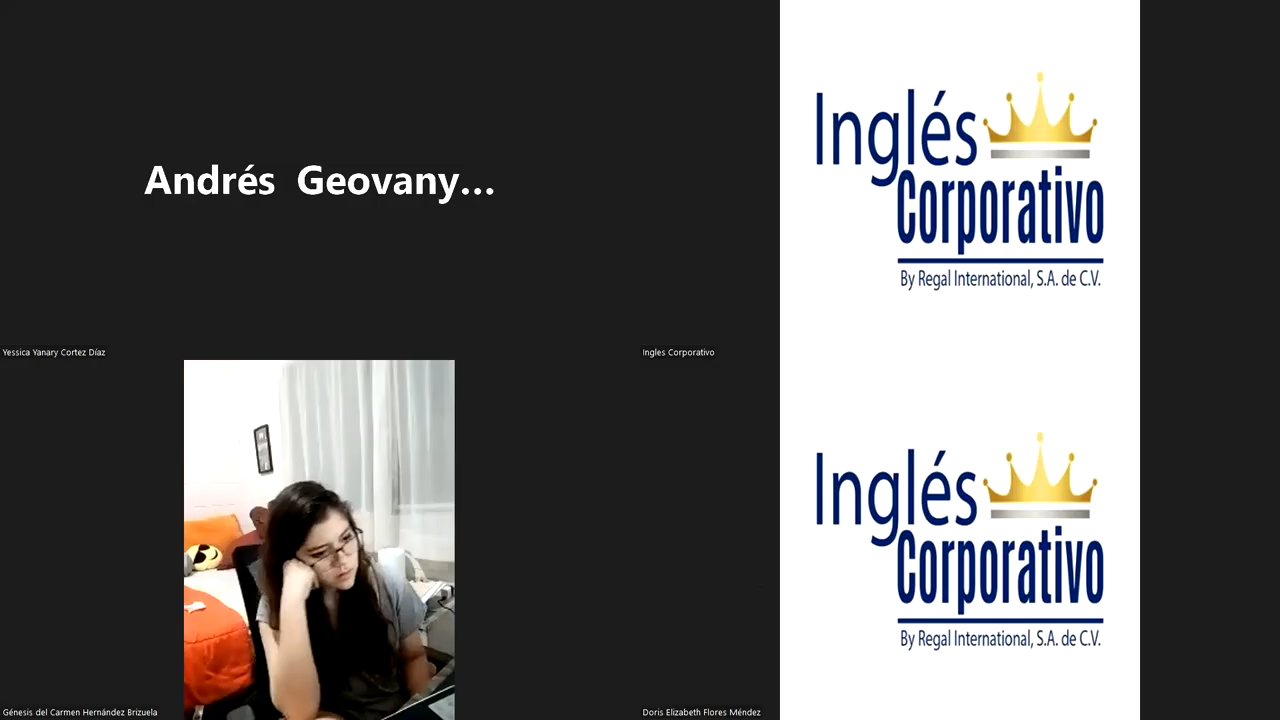 Andrés  Geovany...
Yessica Yanary Cortez Díaz
Inglés
Corporativo
By Regal International, S.A. de C.V.
Ingles Corporativo
Génesis del Carmen Hernández Brizuela
Inglés
Corporativo
By Regal International, S.A. de C.V.
Doris Elizabeth Flores Méndez